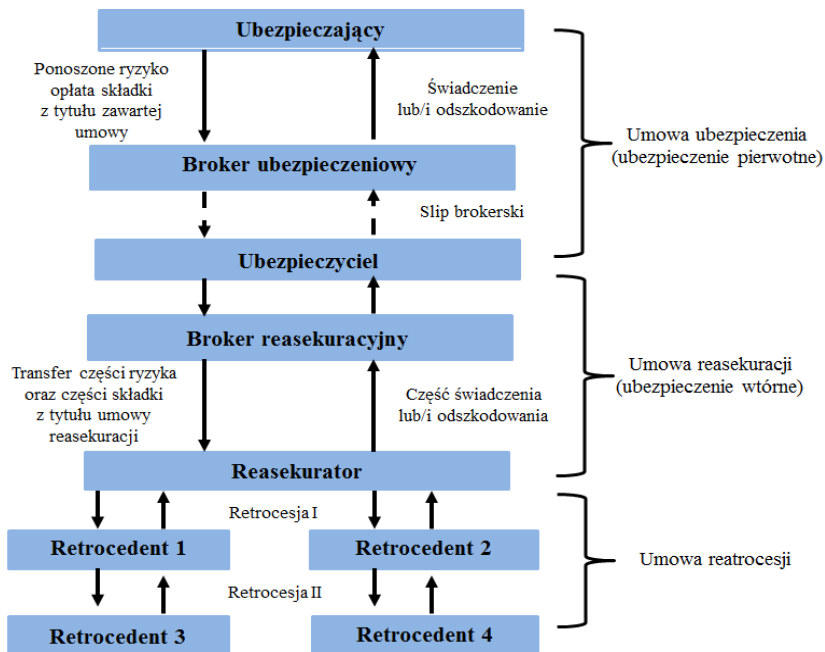 Ubezpieczający
Ponoszone ryzyko
opłata składki
z tytułu zawartej
umowy
Świadczenie
lub/i odszkodowanie
Umowa ubezpieczenia
(ubezpieczenie pierwotne)
Broker ubezpieczeniowy
Slip brokerski
Ubezpieczyciel
Broker reasekuracyjny
Transfer części ryzyka
oraz części składki
z tytułu umowy
reasekuracji
Część świadczenia
lub/i odszkodowania
Umowa reasekuracji
(ubezpieczenie wtórne)
Reasekurator
Retrocesja I
Retrocedent 1
Retrocedent 2
Umowa reatrocesji
Retrocesja II
Retrocedent 3
Retrocedent 4